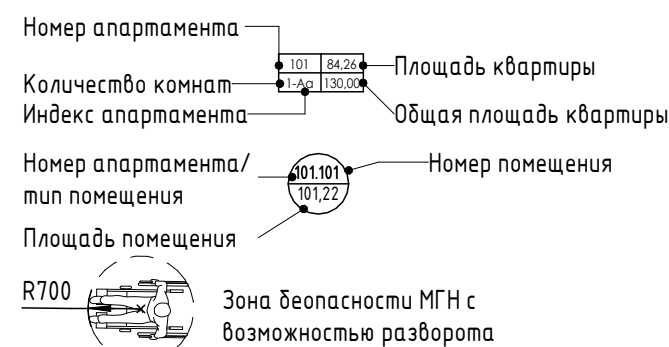 Номер апартамента
101 84,26
Площадь квартиры
Количество комнат
1-Аа 130,00
Индекс апартамента
Общая площадь квартиры
Номер апартамента/
тип помещения
101.101
101,22
Номер помещения
Площадь помещения
R700
Зона беопасности МГН с
возможностью разворота